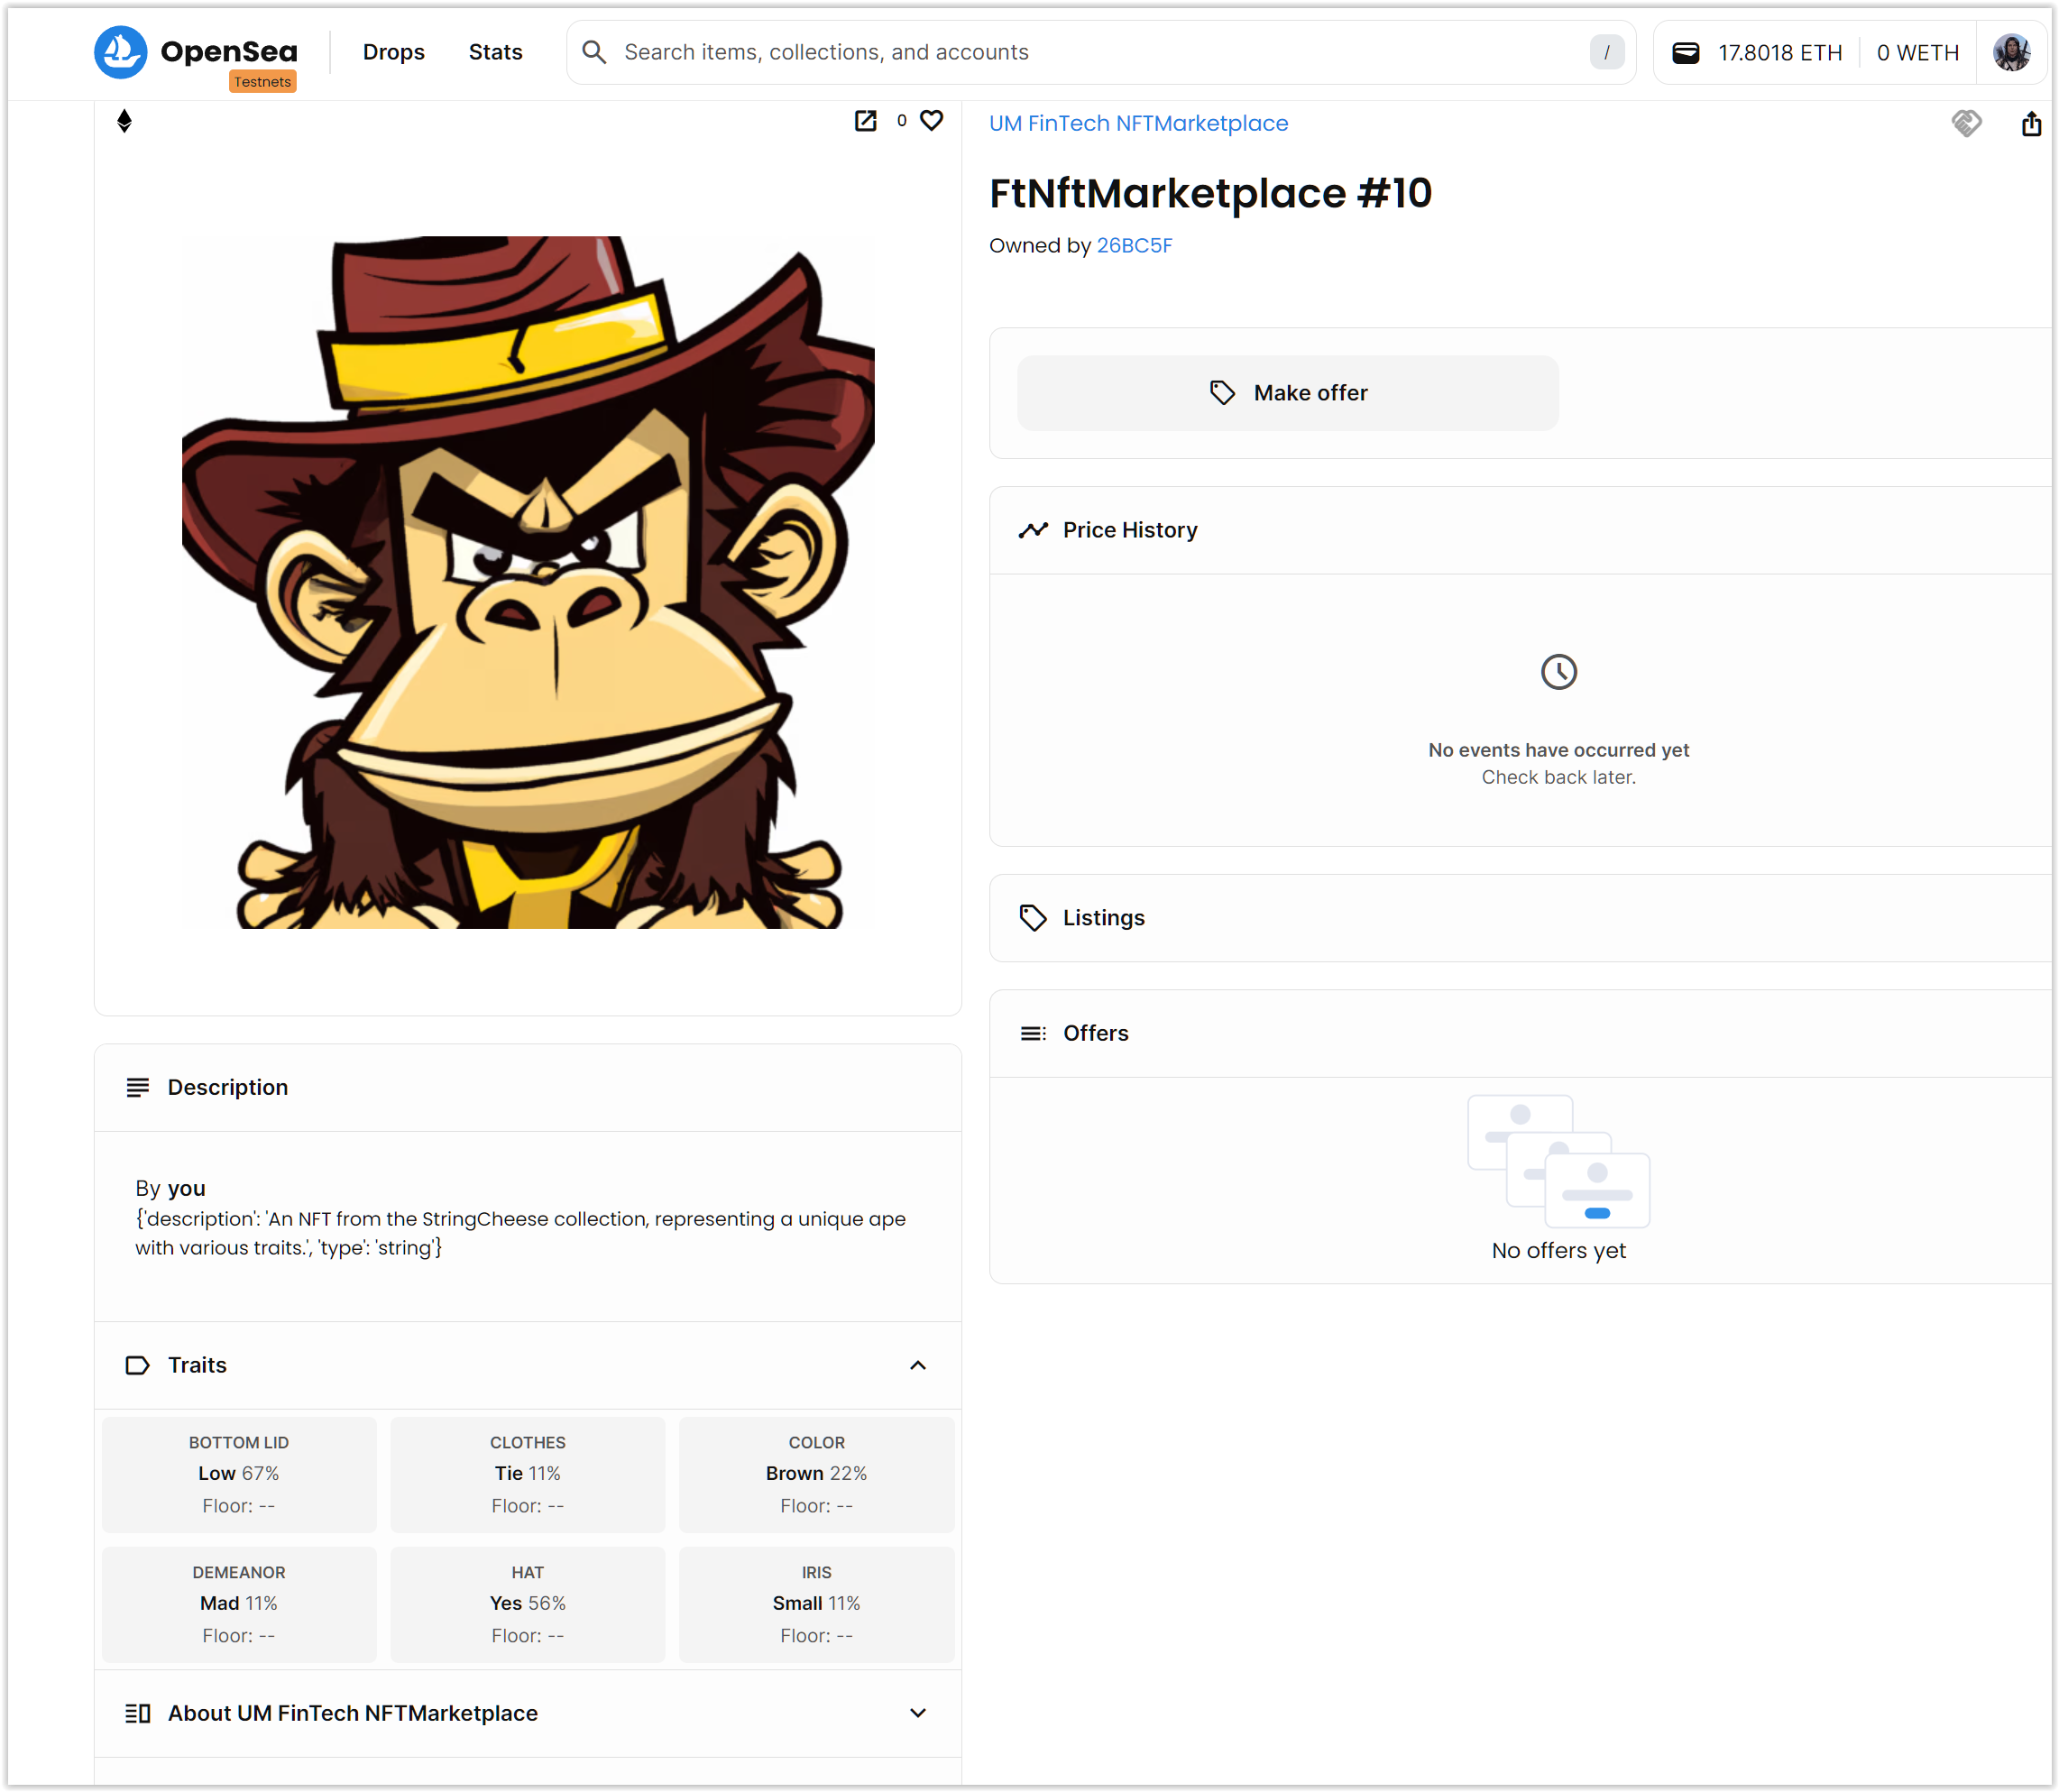 OpenSea
Testnets
Drops
Stats
Search items, collections, and accounts
/
17.8018 ETH
0 WETH
0
UM FinTech NFTMarketplace
FtNftMarketplace #10
Owned by 26BC5F
Make offer
Price History
No events have occurred yet
Check back later.
Listings
Offers
No offers yet
Description
By you
{'description': 'An NFT from the StringCheese collection, representing a unique ape
with various traits.', 'type': 'string'}
Traits
BOTTOM LID
Low 67%
Floor: --
CLOTHES
Tie 11%
Floor: --
COLOR
Brown 22%
Floor: --
DEMEANOR
Mad 11%
Floor: --
HAT
Yes 56%
Floor: --
IRIS
Small 11%
Floor: --
About UM FinTech NFTMarketplace